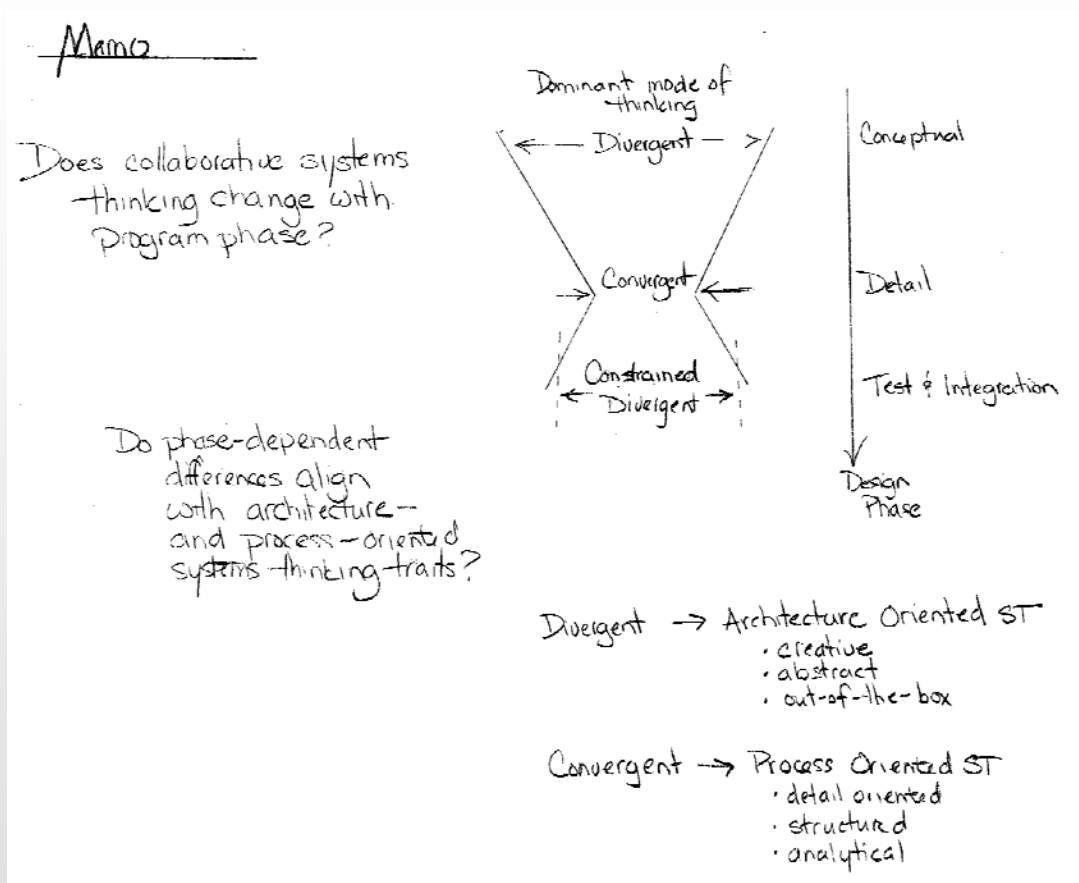 Memo
Does collaborative systems
thinking change with
program phase?
Do phase-dependent
differences align
with architecture-
and process-oriented
systems thinking traits?
Dominant mode of
thinking
Divergent
Convergent
Constrained
Divergent
Conceptual
Detail
Test & Integration
Design
Phase
Divergent → Architecture Oriented ST
· creative
· abstract
· out-of-the-box
Convergent → Process Oriented ST
· detail oriented
· structured
· analytical